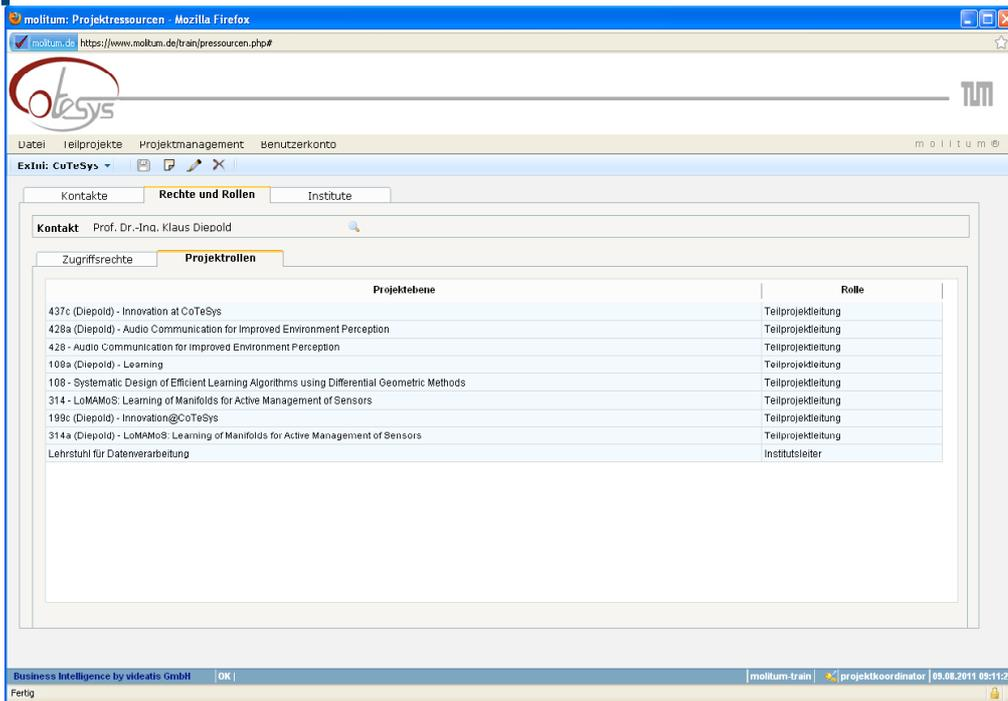 molitum: Projektressourcen - Mozilla Firefox
molitum.de https://www.molitum.de/train/pressourcen.php#
CoTeSys TUM
Datei Teilprojekte Projektmanagement Benutzerkonto molitum®
ExIni: CoTeSys
Kontakte Rechte und Rollen Institute
Kontakt Prof. Dr.-Ing. Klaus Diepold
Zugriffsrechte Projektrollen
Projektebene Rolle
437c (Diepold) - Innovation at CoTeSys Teilprojektleitung
428a (Diepold) - Audio Communication for Improved Environment Perception Teilprojektleitung
428 - Audio Communication for Improved Environment Perception Teilprojektleitung
108a (Diepold) - Learning Teilprojektleitung
108 - Systematic Design of Efficient Learning Algorithms using Differential Geometric Methods Teilprojektleitung
314 - LoMAMoS: Learning of Manifolds for Active Management of Sensors Teilprojektleitung
199c (Diepold) - Innovation@CoTeSys Teilprojektleitung
314a (Diepold) - LoMAMoS: Learning of Manifolds for Active Management of Sensors Teilprojektleitung
Lehrstuhl für Datenverarbeitung Institutsleiter
Business Intelligence by videatis GmbH OK molitum-train projektkoordinator 09.08.2011 09:11:2
Fertig